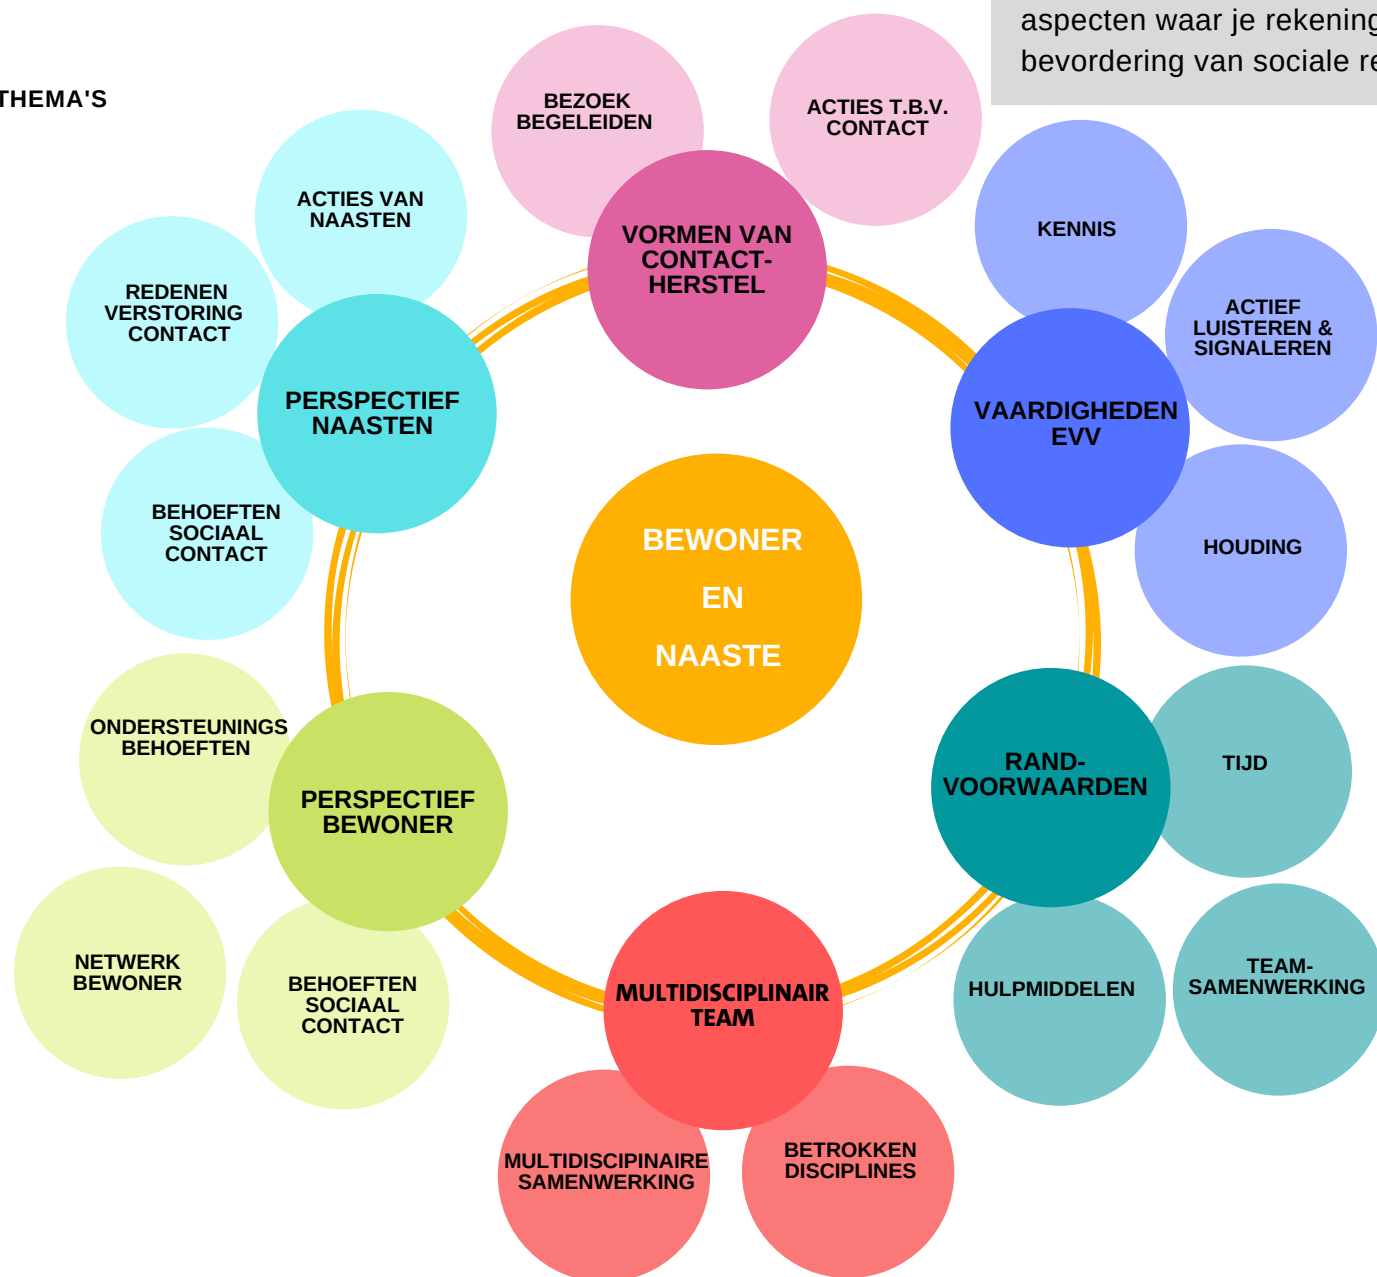 aspecten waar je rekening
bevordering van sociale re
THEMA'S
BEZOEK
BEGELEIDEN
ACTIES T.B.V.
CONTACT
ACTIES VAN
NAASTEN
KENNIS
VORMEN VAN
CONTACT-
HERSTEL
REDENEN
VERSTORING
CONTACT
ACTIEF
LUISTEREN &
SIGNALEREN
PERSPECTIEF
NAASTEN
VAARDIGHEDEN
EVV
BEHOEFTEN
SOCIAAL
CONTACT
HOUDING
BEWONER
EN
NAASTE
ONDERSTEUNINGS
BEHOEFTEN
RAND-
VOORWAARDEN
TIJD
PERSPECTIEF
BEWONER
NETWERK
BEWONER
BEHOEFTEN
SOCIAAL
CONTACT
MULTIDISCIPLINAIR
TEAM
HULPMIDDELEN
TEAM-
SAMENWERKING
MULTIDISCIPINAIRE
SAMENWERKING
BETROKKEN
DISCIPLINES